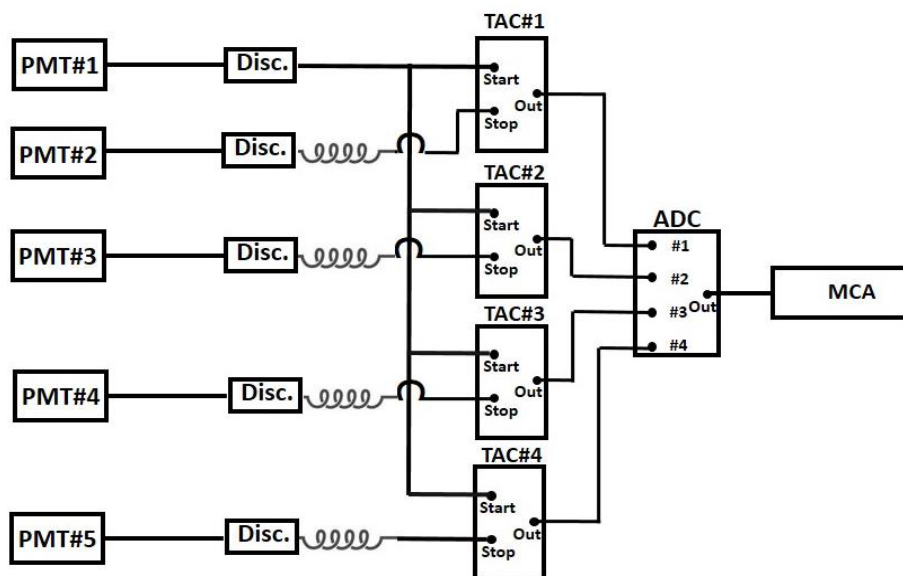 TAC#1
PMT#1
Disc.
Start
Out
Stop
PMT#2
Disc.
TAC#2
Start
Out
Stop
PMT#3
Disc.
ADC
#1
#2
#3
#4
Out
MCA
TAC#3
Start
Out
Stop
PMT#4
Disc.
TAC#4
Start
Out
Stop
PMT#5
Disc.